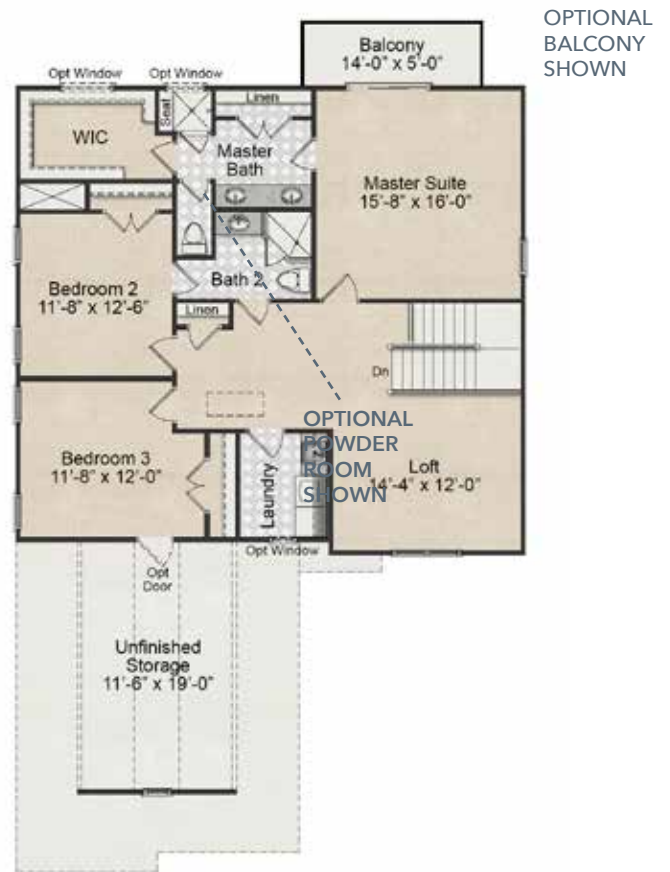 OPTIONAL
BALCONY
SHOWN
Balcony
14'-0" x 5'-0"
Opt Window
Opt Window
Linen
Seat
WIC
Master
Bath
Master Suite
15'-8" x 16'-0"
Bedroom 2
11'-8" x 12'-6"
Bath 2
Linen
Dn
OPTIONAL
POWDER
ROOM
SHOWN
Bedroom 3
11'-8" x 12'-0"
Laundry
Loft
14'-4" x 12'-0"
Opt Window
Opt
Door
Unfinished
Storage
11'-6" x 19'-0"